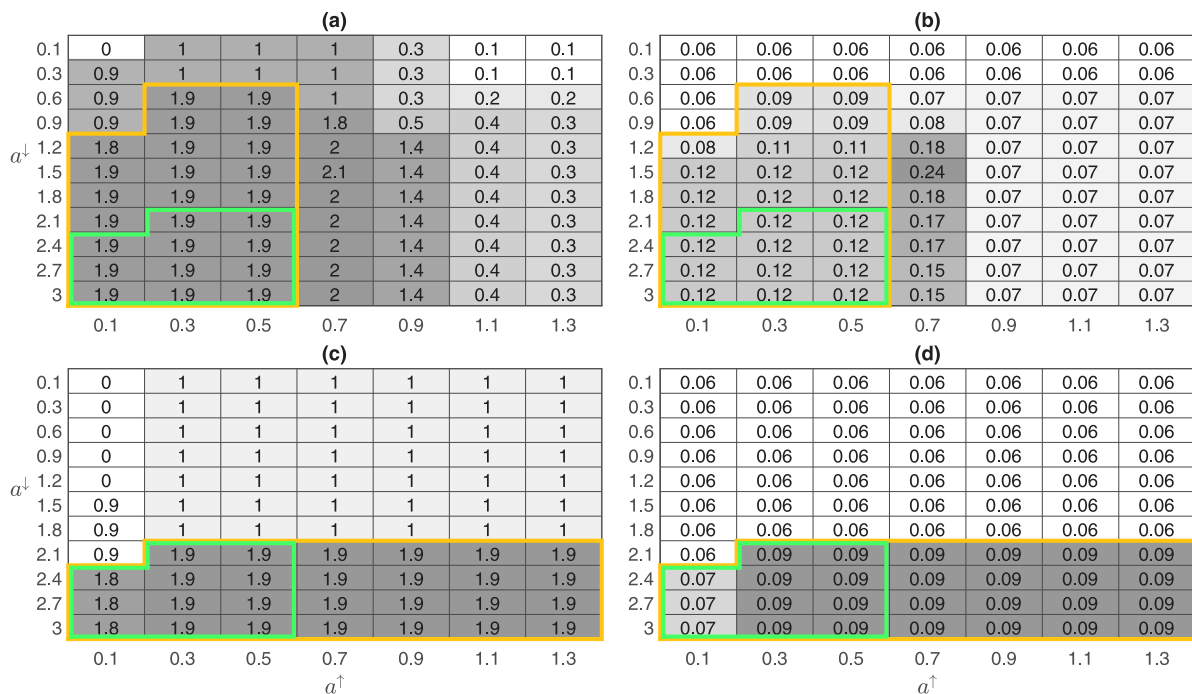 (a) (b)
0.1 0 1 1 1 0.3 0.1 0.1 0.1 0.06 0.06 0.06 0.06 0.06 0.06 0.06
0.3 0.9 1 1 1 0.3 0.1 0.1 0.3 0.06 0.06 0.06 0.06 0.06 0.06 0.06
0.6 0.9 1.9 1.9 1 0.3 0.2 0.2 0.6 0.06 0.09 0.09 0.07 0.07 0.07 0.07
0.9 0.9 1.9 1.9 1.8 0.5 0.4 0.3 0.9 0.06 0.09 0.09 0.08 0.07 0.07 0.07
1.2 1.8 1.9 1.9 2 1.4 0.4 0.3 1.2 0.08 0.11 0.11 0.18 0.07 0.07 0.07
a↓ a↓
1.5 1.9 1.9 1.9 2.1 1.4 0.4 0.3 1.5 0.12 0.12 0.12 0.24 0.07 0.07 0.07
1.8 1.9 1.9 1.9 2 1.4 0.4 0.3 1.8 0.12 0.12 0.12 0.18 0.07 0.07 0.07
2.1 1.9 1.9 1.9 2 1.4 0.4 0.3 2.1 0.12 0.12 0.12 0.17 0.07 0.07 0.07
2.4 1.9 1.9 1.9 2 1.4 0.4 0.3 2.4 0.12 0.12 0.12 0.17 0.07 0.07 0.07
2.7 1.9 1.9 1.9 2 1.4 0.4 0.3 2.7 0.12 0.12 0.12 0.15 0.07 0.07 0.07
3 1.9 1.9 1.9 2 1.4 0.4 0.3 3 0.12 0.12 0.12 0.15 0.07 0.07 0.07
0.1 0.3 0.5 0.7 0.9 1.1 1.3 0.1 0.3 0.5 0.7 0.9 1.1 1.3
(c) (d)
0.1 0 1 1 1 1 1 1 0.1 0.06 0.06 0.06 0.06 0.06 0.06 0.06
0.3 0 1 1 1 1 1 1 0.3 0.06 0.06 0.06 0.06 0.06 0.06 0.06
0.6 0 1 1 1 1 1 1 0.6 0.06 0.06 0.06 0.06 0.06 0.06 0.06
0.9 0 1 1 1 1 1 1 0.9 0.06 0.06 0.06 0.06 0.06 0.06 0.06
1.2 0 1 1 1 1 1 1 1.2 0.06 0.06 0.06 0.06 0.06 0.06 0.06
a↓ a↓
1.5 0.9 1 1 1 1 1 1 1.5 0.06 0.06 0.06 0.06 0.06 0.06 0.06
1.8 0.9 1 1 1 1 1 1 1.8 0.06 0.06 0.06 0.06 0.06 0.06 0.06
2.1 0.9 1.9 1.9 1.9 1.9 1.9 1.9 2.1 0.06 0.09 0.09 0.09 0.09 0.09 0.09
2.4 1.8 1.9 1.9 1.9 1.9 1.9 1.9 2.4 0.07 0.09 0.09 0.09 0.09 0.09 0.09
2.7 1.8 1.9 1.9 1.9 1.9 1.9 1.9 2.7 0.07 0.09 0.09 0.09 0.09 0.09 0.09
3 1.8 1.9 1.9 1.9 1.9 1.9 1.9 3 0.07 0.09 0.09 0.09 0.09 0.09 0.09
0.1 0.3 0.5 0.7 0.9 1.1 1.3 0.1 0.3 0.5 0.7 0.9 1.1 1.3
a↑ a↑